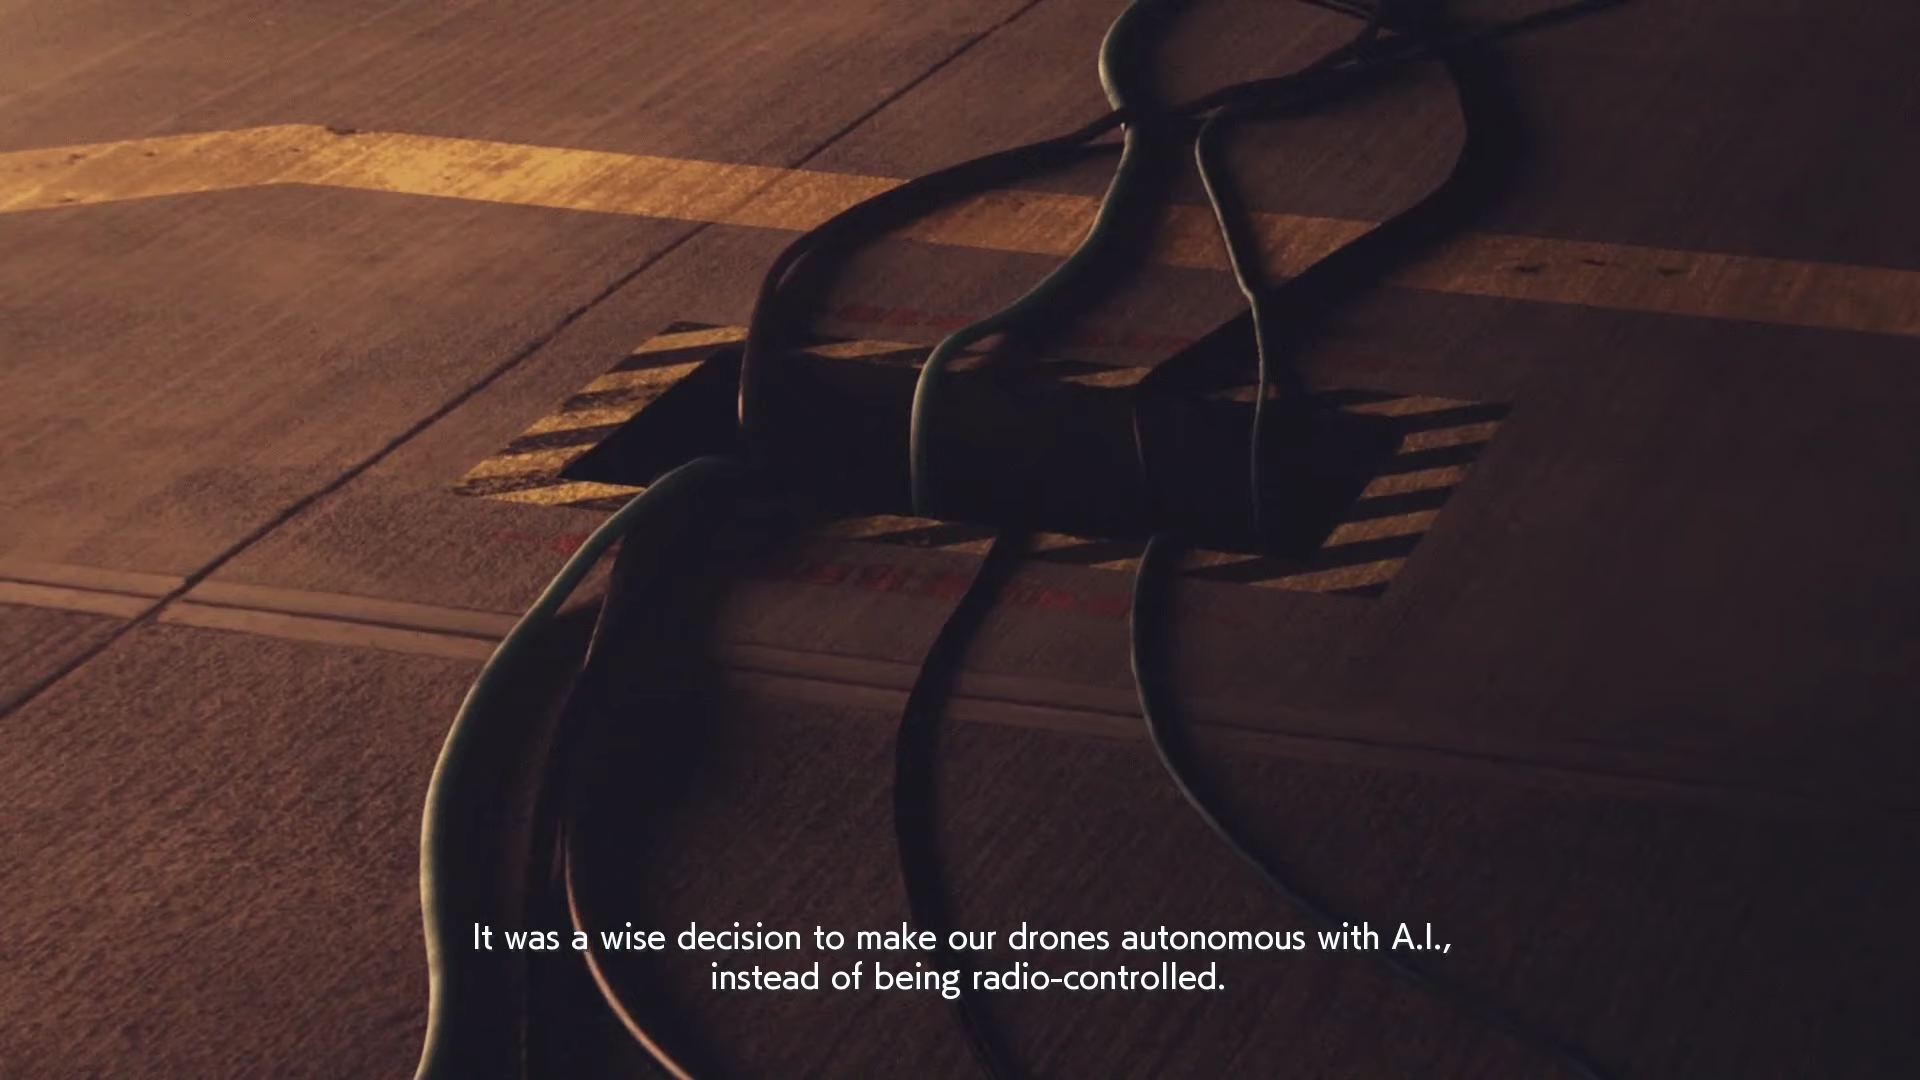 It was a wise decision to make our drones autonomous with A.I.,
instead of being radio-controlled.